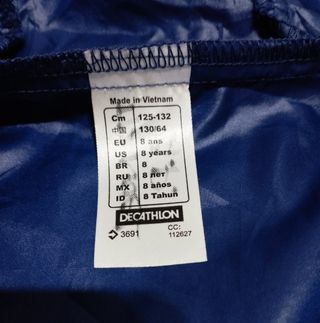 Made in Vietnam
Cm 125-132
中国 130/64
EU 8 ans
US 8 years
BR 8
RU 8 лет
MX 8 años
ID 8 Tahun
DECATHLON
3691 CC:
112627